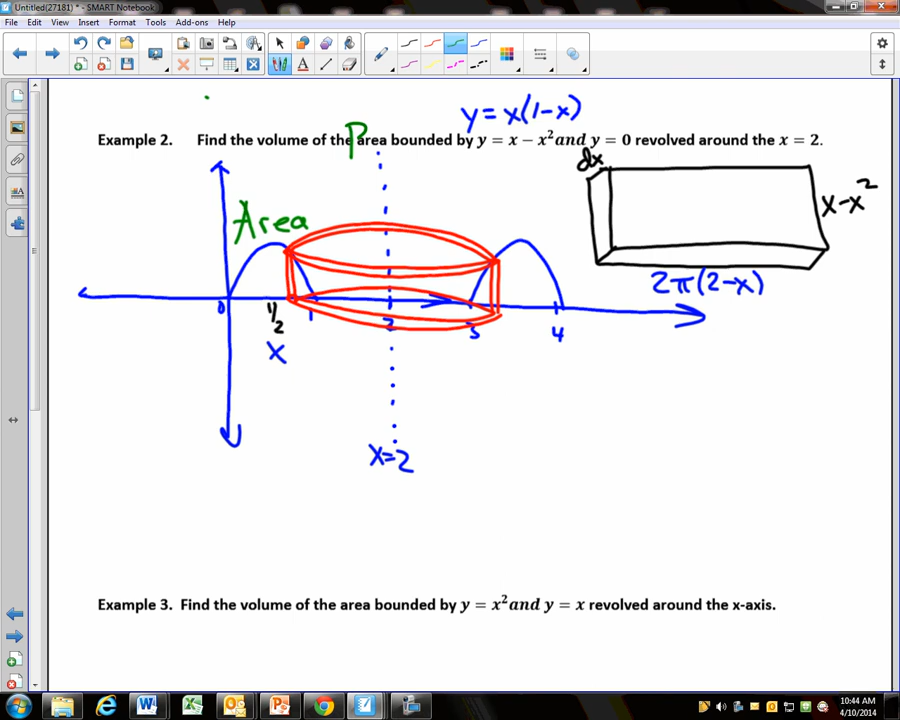 Untitled(27181) * - SMART Notebook
File Edit View Insert Format Tools Add-ons Help
y = x(1-x)
Example 2. Find the volume of the area bounded by y = x − x² and y = 0 revolved around the x = 2.
P
dx
x-x²
Area
2π(2-x)
0 1/2 1 2 3 4
x
x=2
Example 3. Find the volume of the area bounded by y = x² and y = x revolved around the x-axis.
10:44 AM
4/10/2014